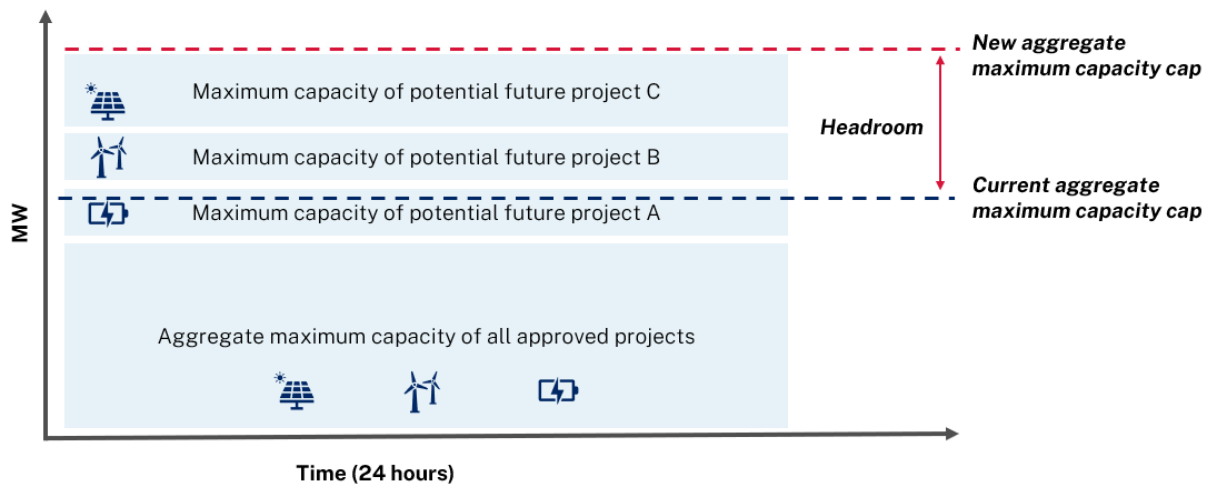 New aggregate
maximum capacity cap
Maximum capacity of potential future project C
Headroom
Maximum capacity of potential future project B
Current aggregate
maximum capacity cap
Maximum capacity of potential future project A
MW
Aggregate maximum capacity of all approved projects
Time (24 hours)